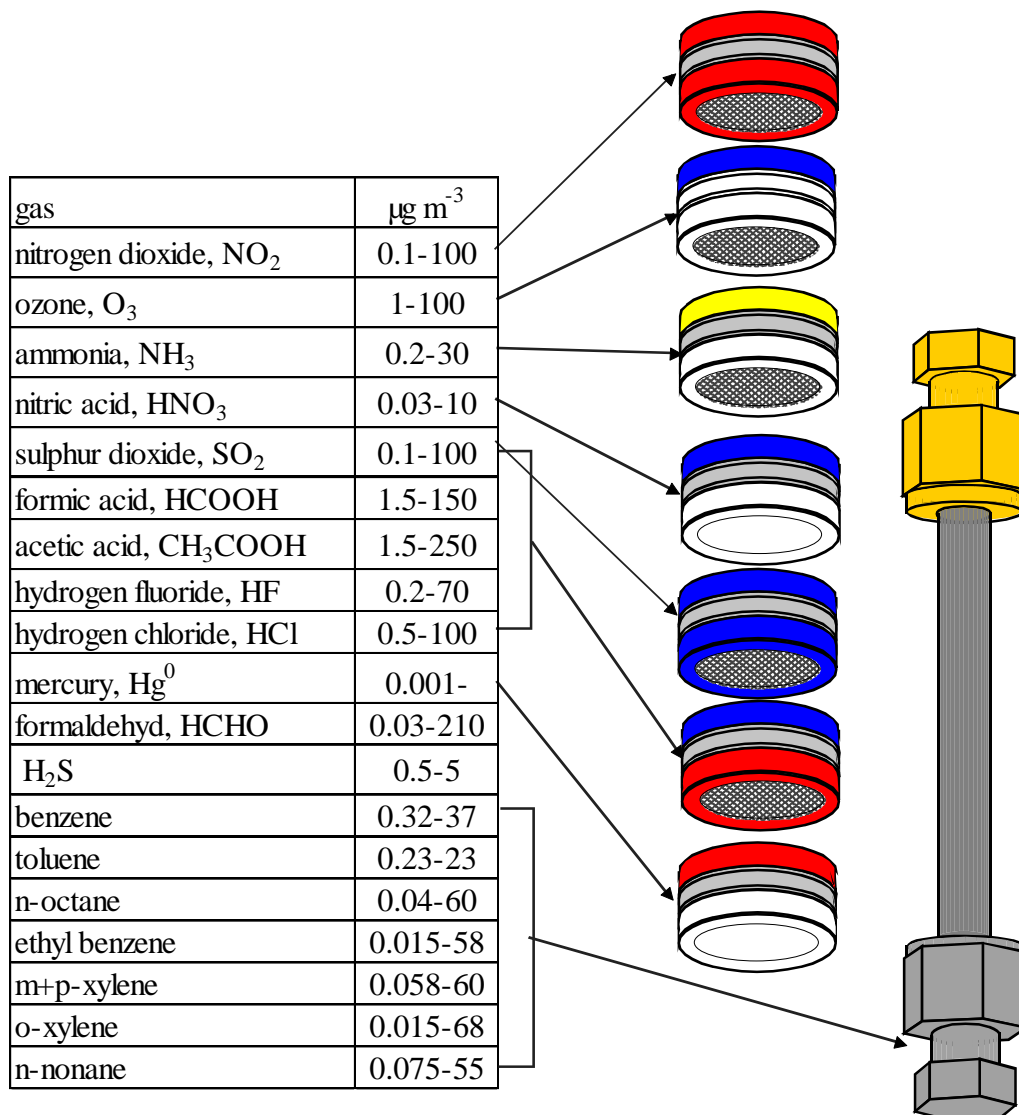 gas µg m⁻³
nitrogen dioxide, NO₂ 0.1-100
ozone, O₃ 1-100
ammonia, NH₃ 0.2-30
nitric acid, HNO₃ 0.03-10
sulphur dioxide, SO₂ 0.1-100
formic acid, HCOOH 1.5-150
acetic acid, CH₃COOH 1.5-250
hydrogen fluoride, HF 0.2-70
hydrogen chloride, HCl 0.5-100
mercury, Hg⁰ 0.001-
formaldehyd, HCHO 0.03-210
H₂S 0.5-5
benzene 0.32-37
toluene 0.23-23
n-octane 0.04-60
ethyl benzene 0.015-58
m+p-xylene 0.058-60
o-xylene 0.015-68
n-nonane 0.075-55